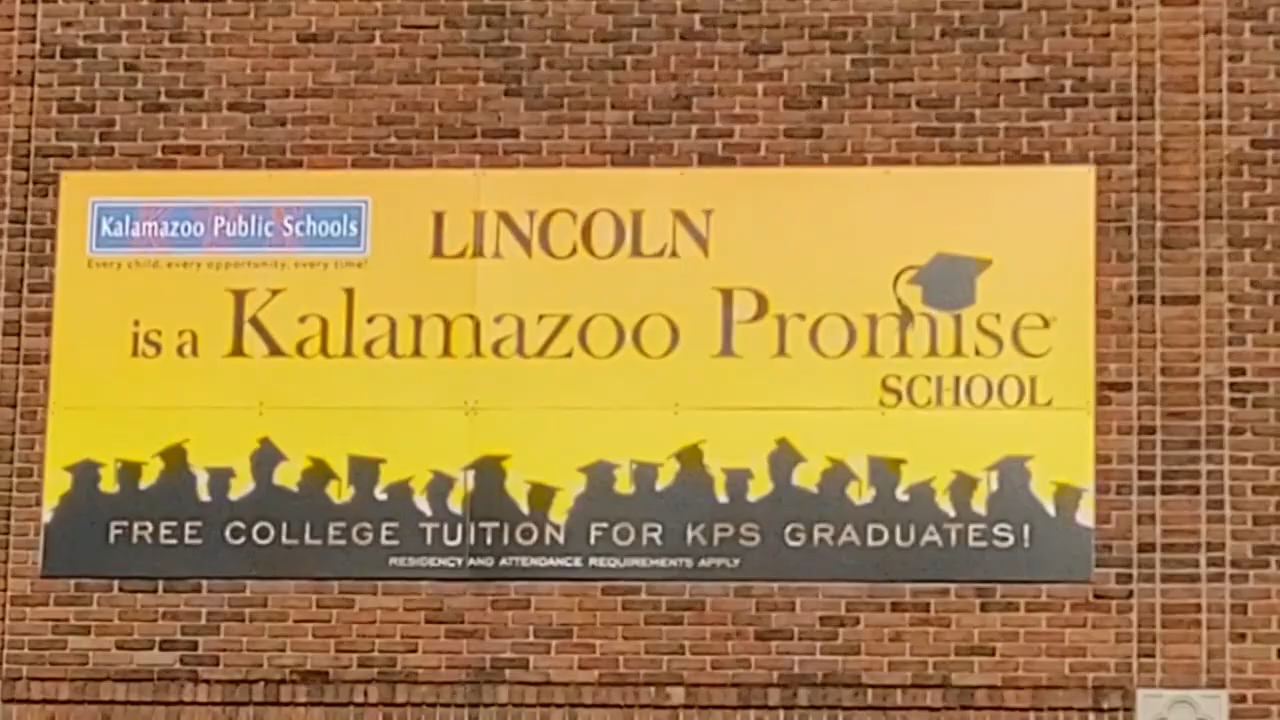 Kalamazoo Public Schools
Every child, every opportunity, every time!
LINCOLN
is a Kalamazoo Promise
SCHOOL
FREE COLLEGE TUITION FOR KPS GRADUATES!
RESIDENCY AND ATTENDANCE REQUIREMENTS APPLY